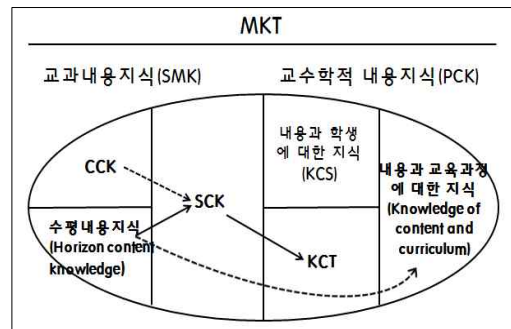 MKT
교과내용지식(SMK)
교수학적 내용지식(PCK)
CCK
수평내용지식
(Horizon content
knowledge)
SCK
내용과 학생
에 대한 지식
(KCS)
KCT
내용과 교육과정
에 대한 지식
(Knowledge of
content and
curriculum)